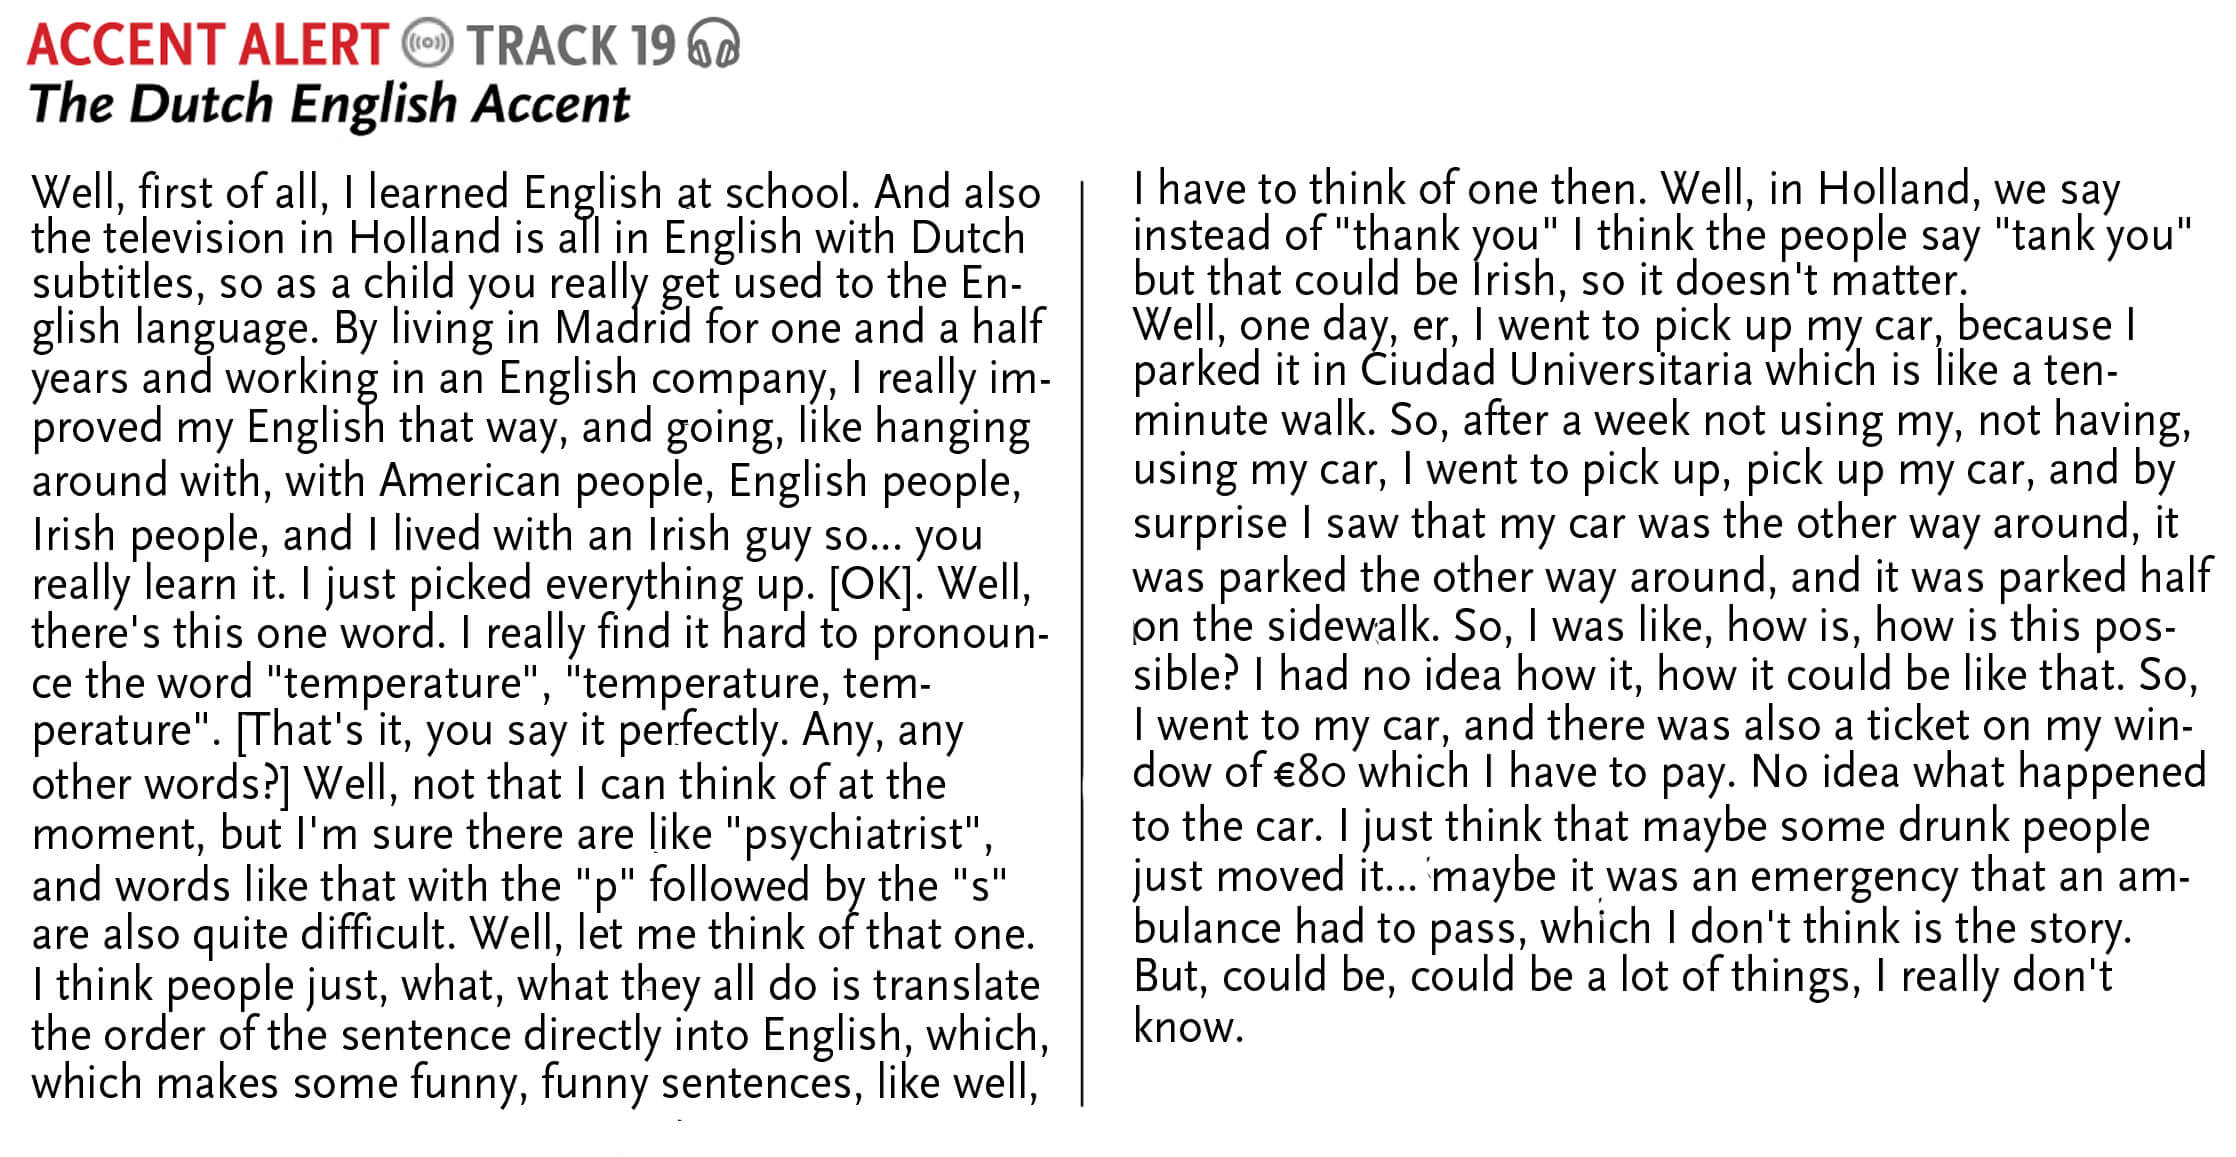 ACCENT ALERT TRACK 19
The Dutch English Accent
Well, first of all, I learned English at school. And also
the television in Holland is all in English with Dutch
subtitles, so as a child you really get used to the En-
glish language. By living in Madrid for one and a half
years and working in an English company, I really im-
proved my English that way, and going, like hanging
around with, with American people, English people,
Irish people, and I lived with an Irish guy so... you
really learn it. I just picked everything up. [OK]. Well,
there's this one word. I really find it hard to pronoun-
ce the word "temperature", "temperature, tem-
perature". [That's it, you say it perfectly. Any, any
other words?] Well, not that I can think of at the
moment, but I'm sure there are like "psychiatrist",
and words like that with the "p" followed by the "s"
are also quite difficult. Well, let me think of that one.
I think people just, what, what they all do is translate
the order of the sentence directly into English, which,
which makes some funny, funny sentences, like well,
I have to think of one then. Well, in Holland, we say
instead of "thank you" I think the people say "tank you"
but that could be Irish, so it doesn't matter.
Well, one day, er, I went to pick up my car, because I
parked it in Ciudad Universitaria which is like a ten-
minute walk. So, after a week not using my, not having,
using my car, I went to pick up, pick up my car, and by
surprise I saw that my car was the other way around, it
was parked the other way around, and it was parked half
on the sidewalk. So, I was like, how is, how is this pos-
sible? I had no idea how it, how it could be like that. So,
I went to my car, and there was also a ticket on my win-
dow of €80 which I have to pay. No idea what happened
to the car. I just think that maybe some drunk people
just moved it... maybe it was an emergency that an am-
bulance had to pass, which I don't think is the story.
But, could be, could be a lot of things, I really don't
know.